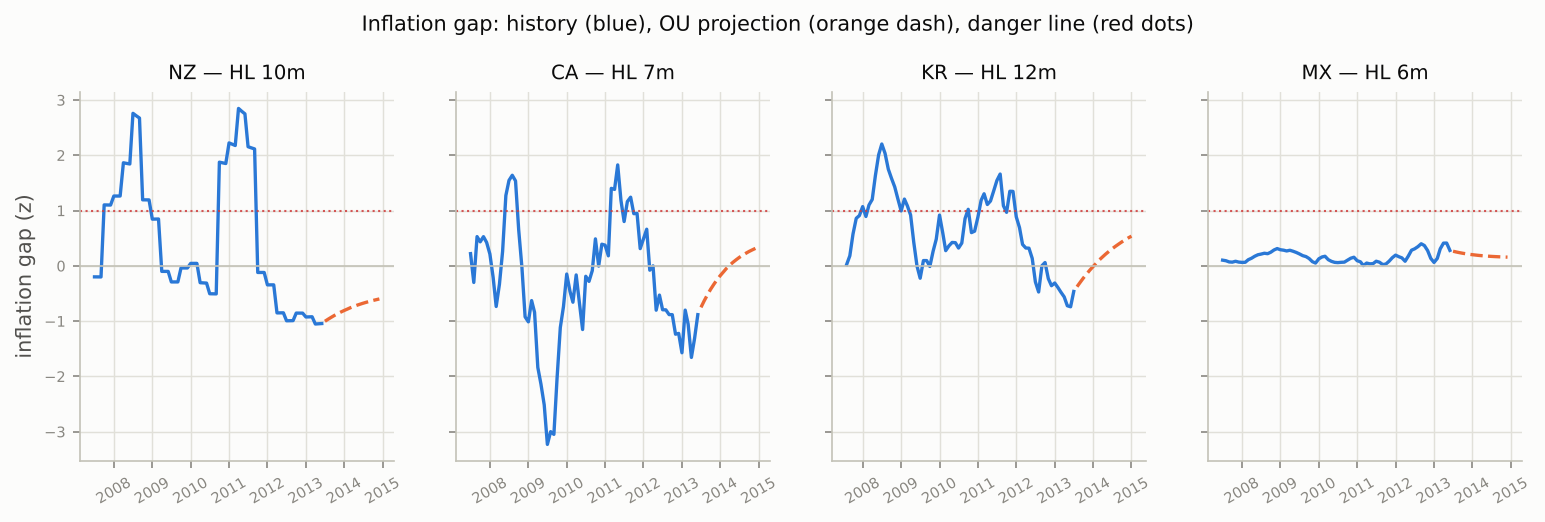 Inflation gap: history (blue), OU projection (orange dash), danger line (red dots)
NZ — HL 10m
CA — HL 7m
KR — HL 12m
MX — HL 6m
inflation gap (z)
3
2
1
0
−1
−2
−3
2008 2009 2010 2011 2012 2013 2014 2015
2008 2009 2010 2011 2012 2013 2014 2015
2008 2009 2010 2011 2012 2013 2014 2015
2008 2009 2010 2011 2012 2013 2014 2015